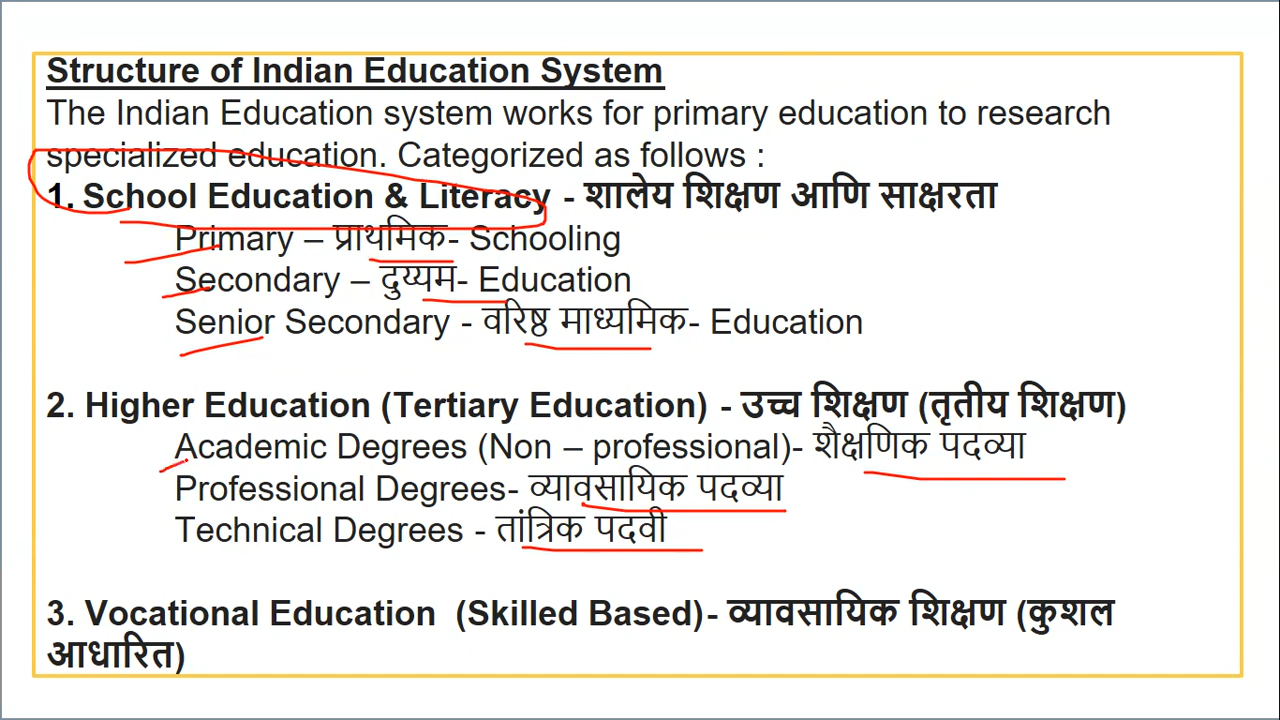 Structure of Indian Education System
The Indian Education system works for primary education to research
specialized education. Categorized as follows :
1. School Education & Literacy - शालेय शिक्षण आणि साक्षरता
Primary – प्राथमिक- Schooling
Secondary – दुय्यम- Education
Senior Secondary - वरिष्ठ माध्यमिक- Education
2. Higher Education (Tertiary Education) - उच्च शिक्षण (तृतीय शिक्षण)
Academic Degrees (Non – professional)- शैक्षणिक पदव्या
Professional Degrees- व्यावसायिक पदव्या
Technical Degrees - तांत्रिक पदवी
3. Vocational Education (Skilled Based)- व्यावसायिक शिक्षण (कुशल
आधारित)